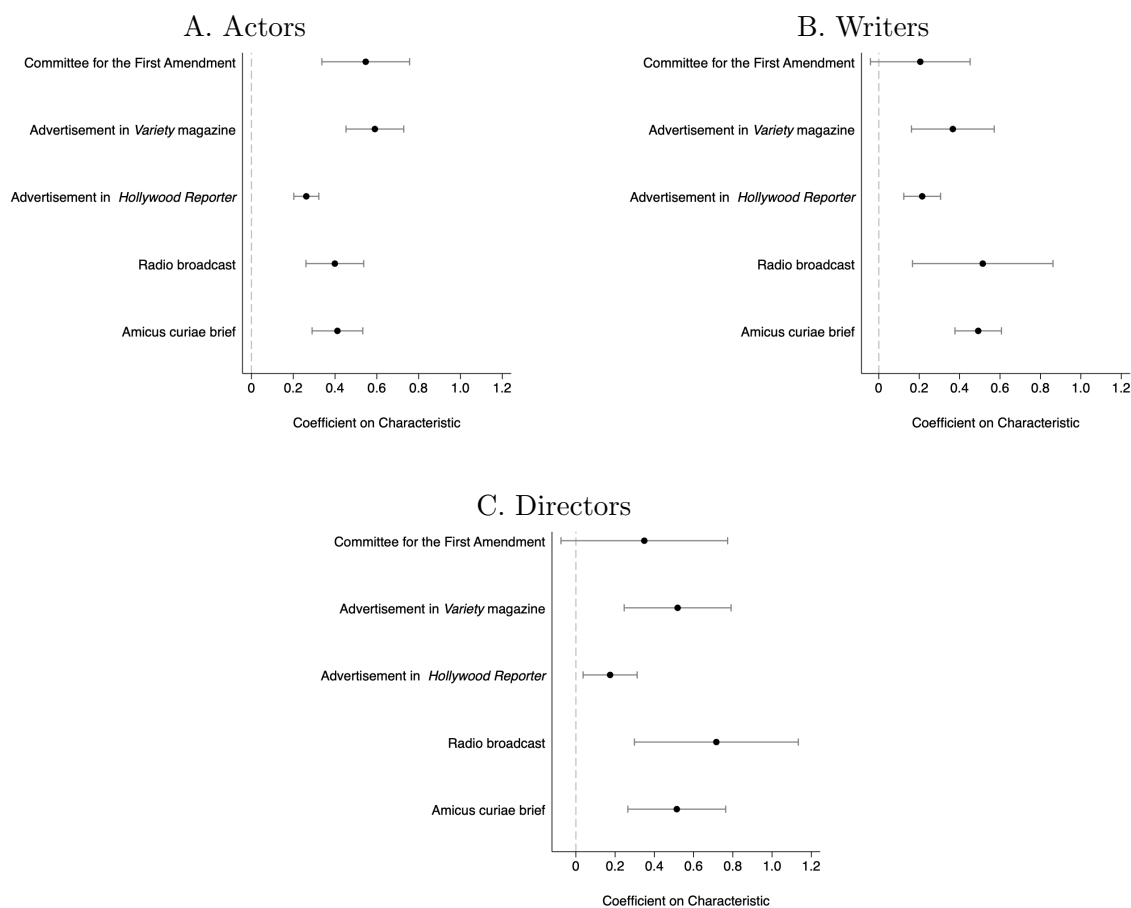 A. Actors
Committee for the First Amendment
Advertisement in Variety magazine
Advertisement in Hollywood Reporter
Radio broadcast
Amicus curiae brief
0 0.2 0.4 0.6 0.8 1.0 1.2
Coefficient on Characteristic
B. Writers
Committee for the First Amendment
Advertisement in Variety magazine
Advertisement in Hollywood Reporter
Radio broadcast
Amicus curiae brief
0 0.2 0.4 0.6 0.8 1.0 1.2
Coefficient on Characteristic
C. Directors
Committee for the First Amendment
Advertisement in Variety magazine
Advertisement in Hollywood Reporter
Radio broadcast
Amicus curiae brief
0 0.2 0.4 0.6 0.8 1.0 1.2
Coefficient on Characteristic